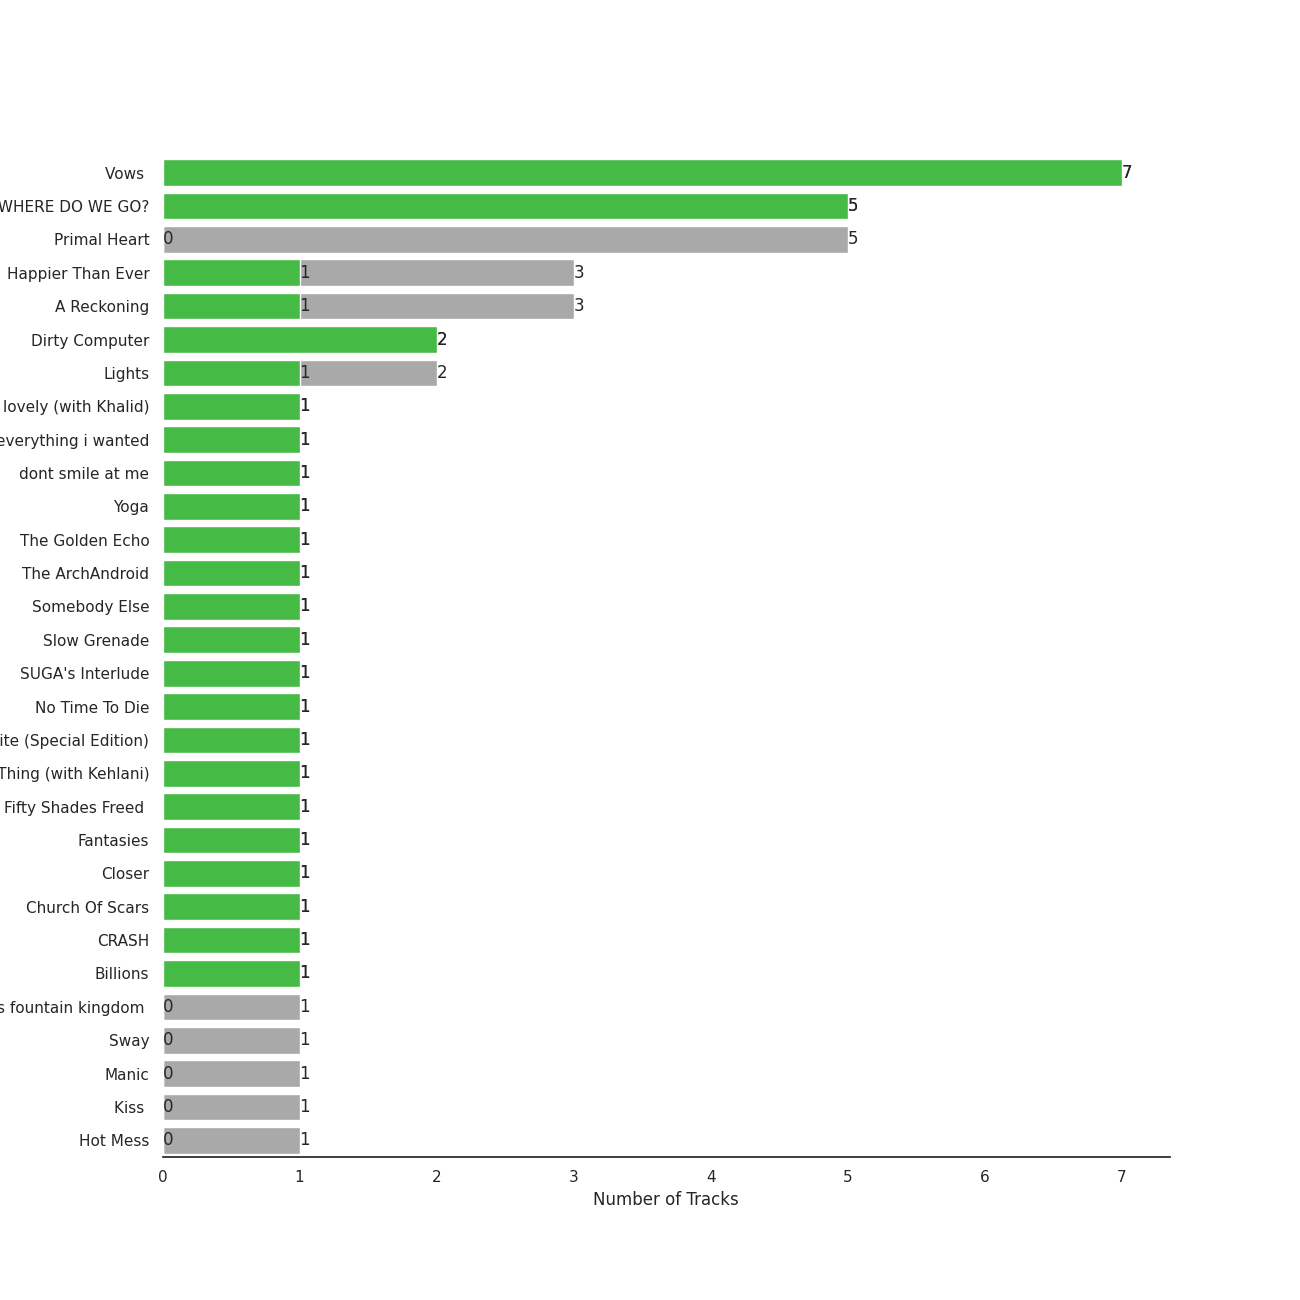 Vows 7
WHERE DO WE GO? 5
Primal Heart 0 5
Happier Than Ever 1 3
A Reckoning 1 3
Dirty Computer 2
Lights 1 2
lovely (with Khalid) 1
everything i wanted 1
dont smile at me 1
Yoga 1
The Golden Echo 1
The ArchAndroid 1
Somebody Else 1
Slow Grenade 1
SUGA's Interlude 1
No Time To Die 1
ite (Special Edition) 1
Thing (with Kehlani) 1
Fifty Shades Freed 1
Fantasies 1
Closer 1
Church Of Scars 1
CRASH 1
Billions 1
s fountain kingdom 0 1
Sway 0 1
Manic 0 1
Kiss 0 1
Hot Mess 0 1
0 1 2 3 4 5 6 7
Number of Tracks